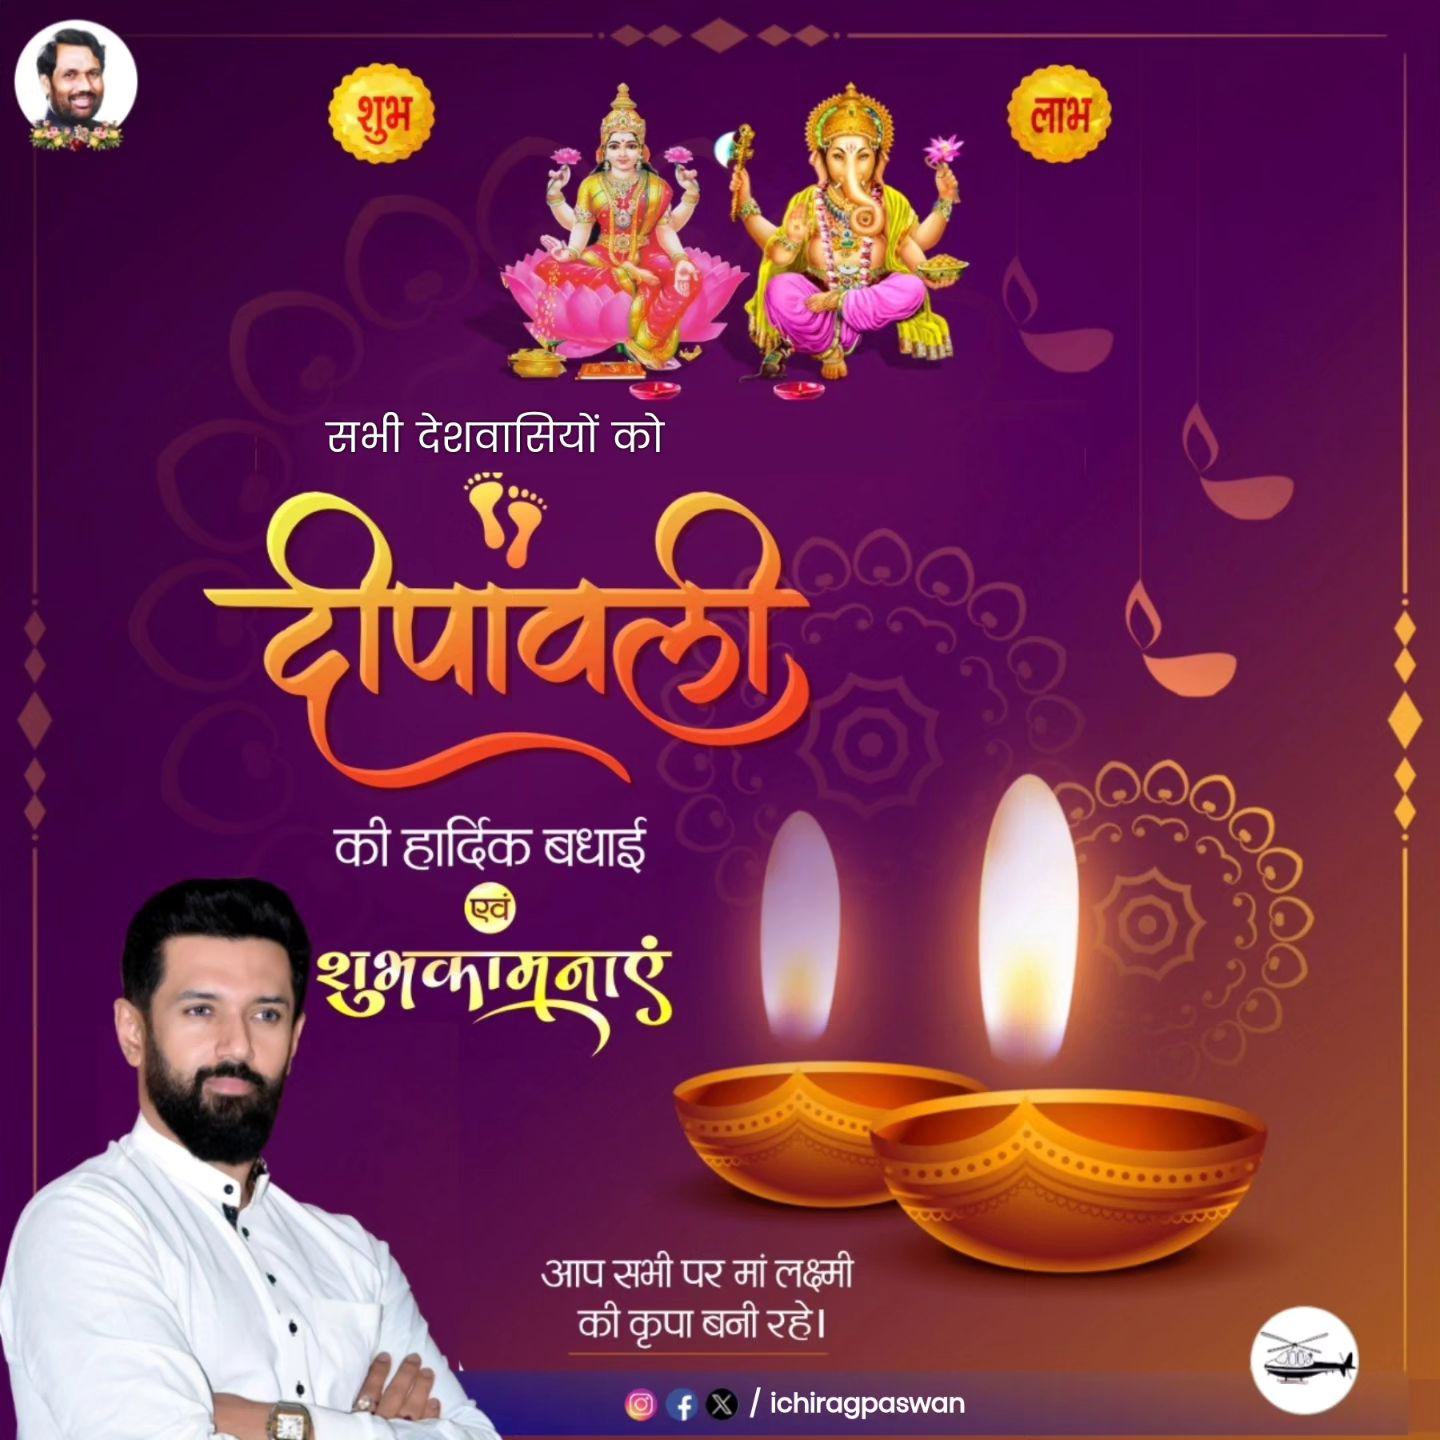 शुभ
लाभ
सभी देशवासियों को
दीपावली
की हार्दिक बधाई
एवं
शुभकामनाएं
आप सभी पर मां लक्ष्मी
की कृपा बनी रहे।
/ ichiragpaswan